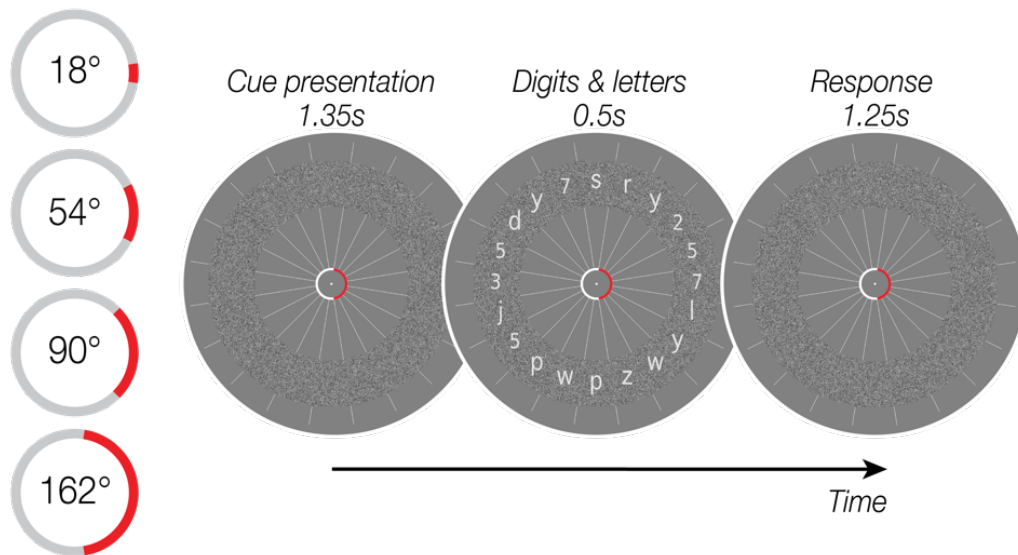 18°
54°
90°
162°
Cue presentation
1.35s
Digits & letters
0.5s
Response
1.25s
s
r
y
2
5
7
l
y
w
z
p
w
p
5
j
3
5
d
y
7
Time